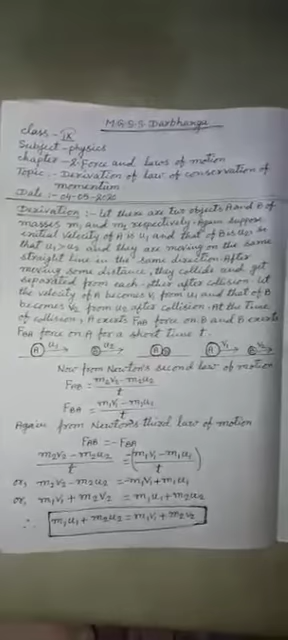 M.G.S.S Darbhanga
Class - IX
Subject - physics
chapter - 2. Force and laws of motion
Topic :- Derivation of law of conservation of
momentum
Date :- 04-05-2020
Derivation :- Let there are two objects A and B of
masses m₁ and m₂ respectively. Again suppose
initial velocity of A is u₁ and that of B is u₂, so
that u₁ > u₂ and they are moving on the same
straight line in the same direction. After
moving some distance, they collide and get
separated from each other after collision. Let
the velocity of A becomes v₁ from u₁ and that of B
becomes v₂ from u₂ after collision. At the time
of collision, A exerts FAB force on B and B exerts
FBA force on A for a short time t.
A u₁ B u₂ A B A v₁ B v₂
Now from Newton's second law of motion
FAB = m₂v₂ - m₂u₂ / t
FBA = m₁v₁ - m₁u₁ / t
Again from Newton's third law of motion
FAB = -FBA
m₂v₂ - m₂u₂ / t = -(m₁v₁ - m₁u₁ / t)
or, m₂v₂ - m₂u₂ = -m₁v₁ + m₁u₁
or, m₁v₁ + m₂v₂ = m₁u₁ + m₂u₂
∴ m₁u₁ + m₂u₂ = m₁v₁ + m₂v₂